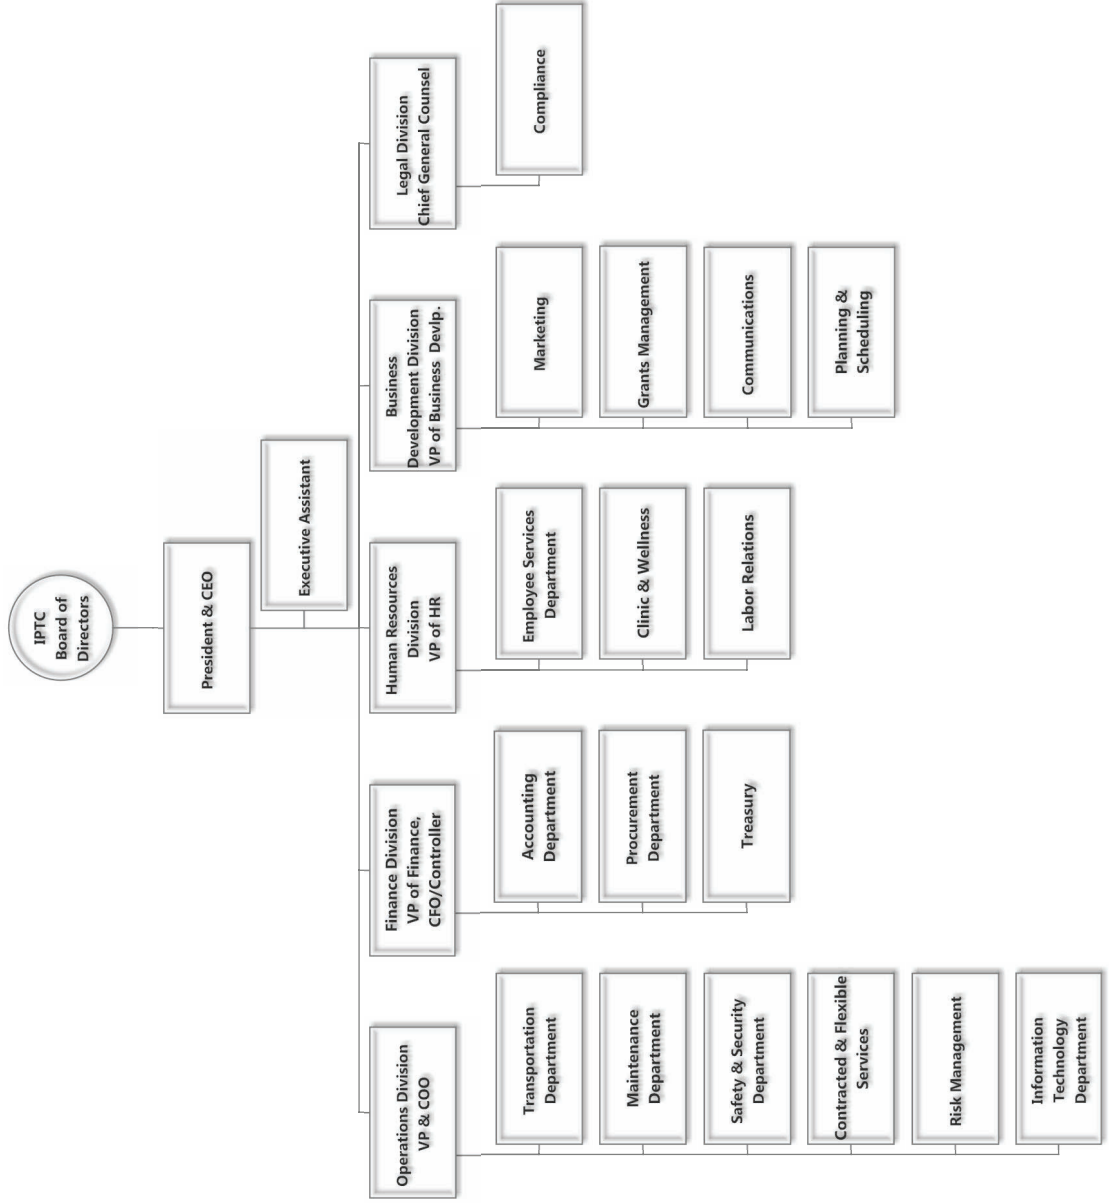 IPTC
Board of
Directors
President & CEO
Executive Assistant
Operations Division
VP & COO
Transportation
Department
Maintenance
Department
Safety & Security
Department
Contracted & Flexible
Services
Risk Management
Information
Technology
Department
Finance Division
VP of Finance,
CFO/Controller
Accounting
Department
Procurement
Department
Treasury
Human Resources
Division
VP of HR
Employee Services
Department
Clinic & Wellness
Labor Relations
Business
Development Division
VP of Business Devlp.
Marketing
Grants Management
Communications
Planning &
Scheduling
Legal Division
Chief General Counsel
Compliance